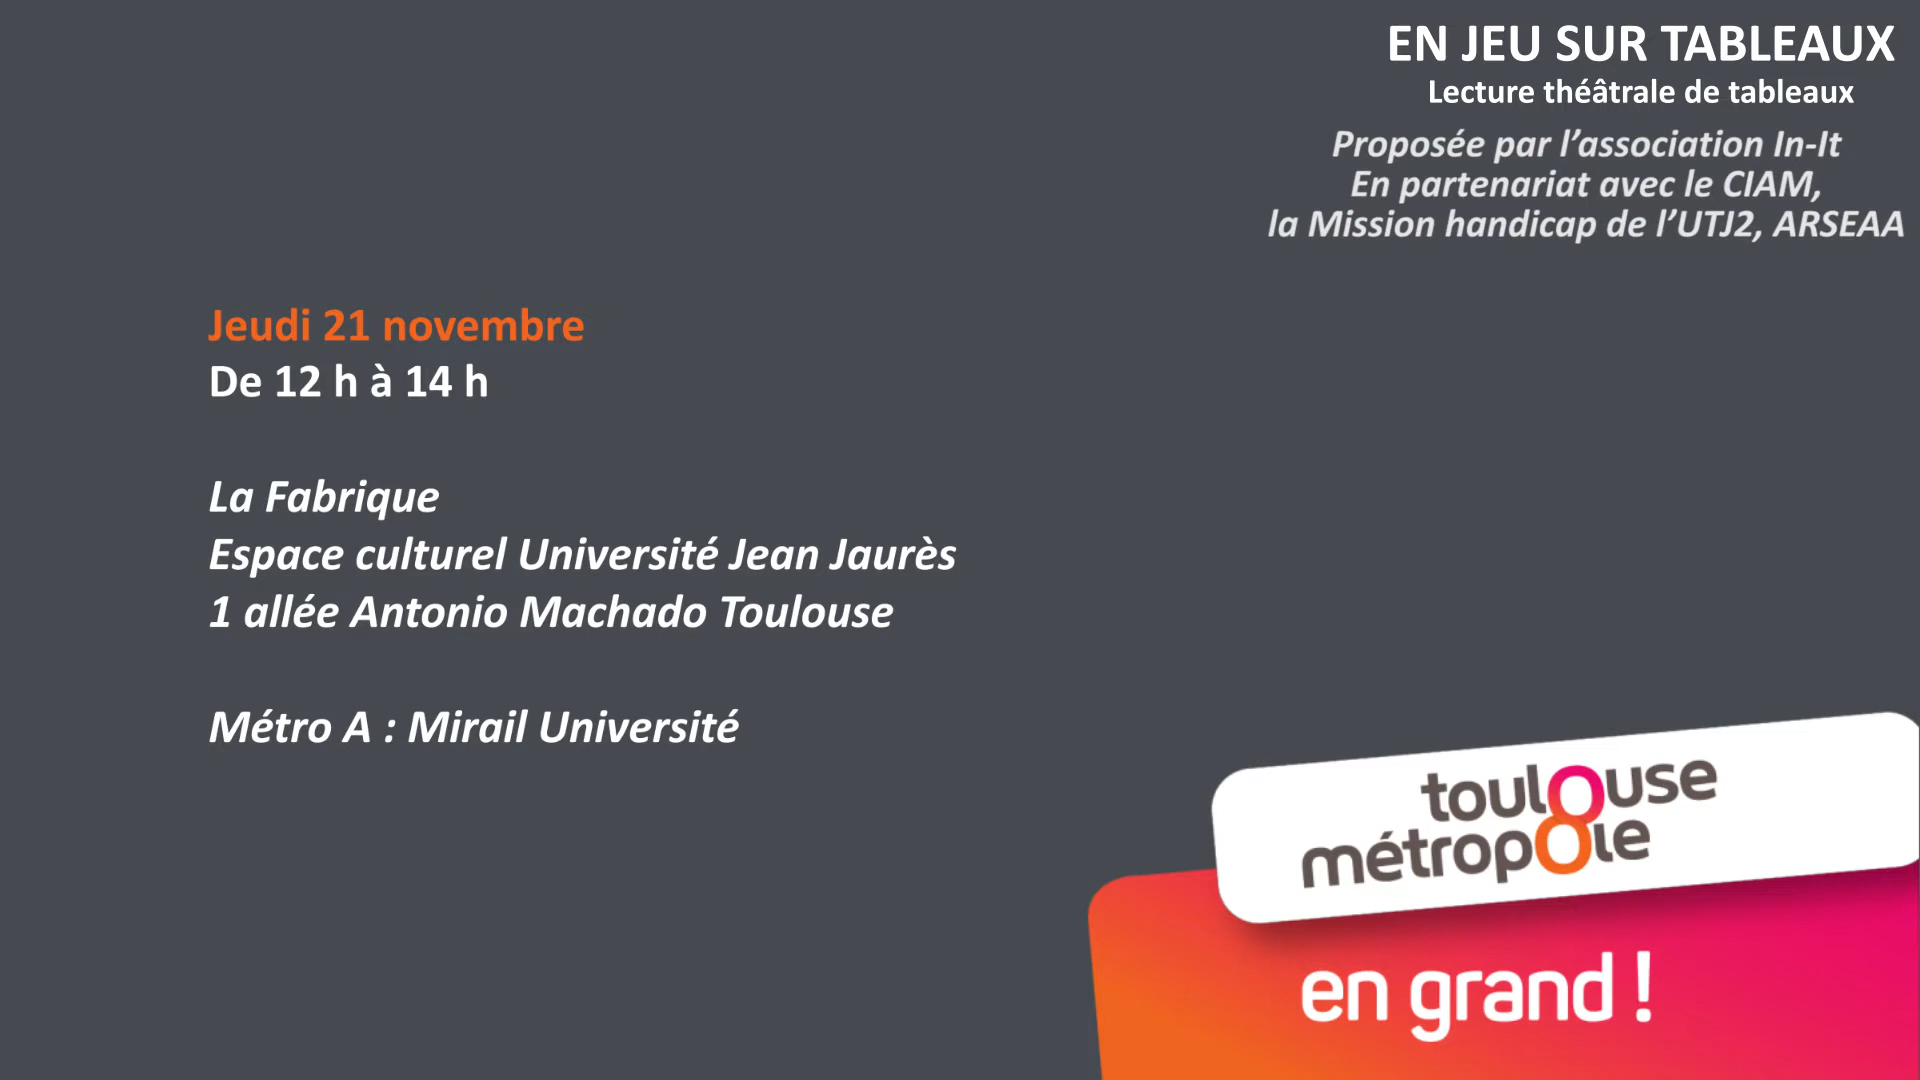 EN JEU SUR TABLEAUX
Lecture théâtrale de tableaux
Proposée par l’association In-It
En partenariat avec le CIAM,
la Mission handicap de l’UTJ2, ARSEAA
Jeudi 21 novembre
De 12 h à 14 h
La Fabrique
Espace culturel Université Jean Jaurès
1 allée Antonio Machado Toulouse
Métro A : Mirail Université
toulouse
métropole
en grand !